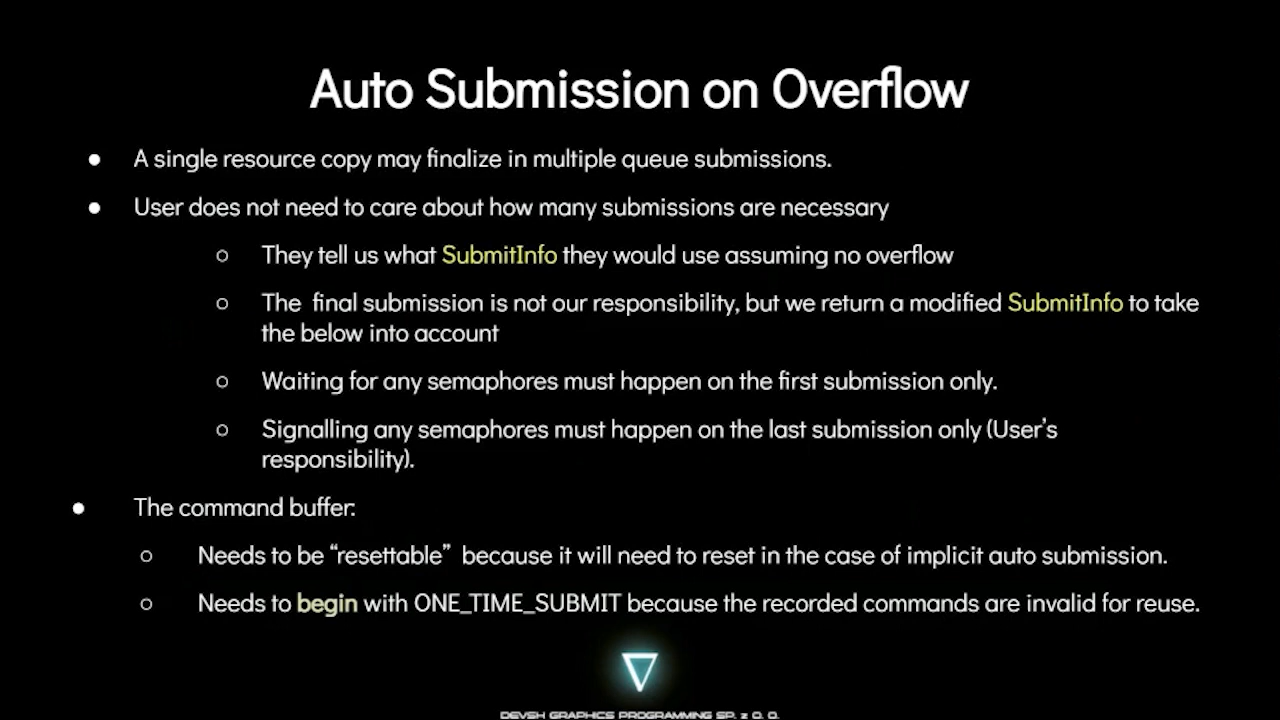 Auto Submission on Overflow
● A single resource copy may finalize in multiple queue submissions.
● User does not need to care about how many submissions are necessary
○ They tell us what SubmitInfo they would use assuming no overflow
○ The final submission is not our responsibility, but we return a modified SubmitInfo to take
the below into account
○ Waiting for any semaphores must happen on the first submission only.
○ Signalling any semaphores must happen on the last submission only (User’s
responsibility).
● The command buffer:
○ Needs to be “resettable” because it will need to reset in the case of implicit auto submission.
○ Needs to begin with ONE_TIME_SUBMIT because the recorded commands are invalid for reuse.
DEVSH GRAPHICS PROGRAMMING SP. Z O. O.